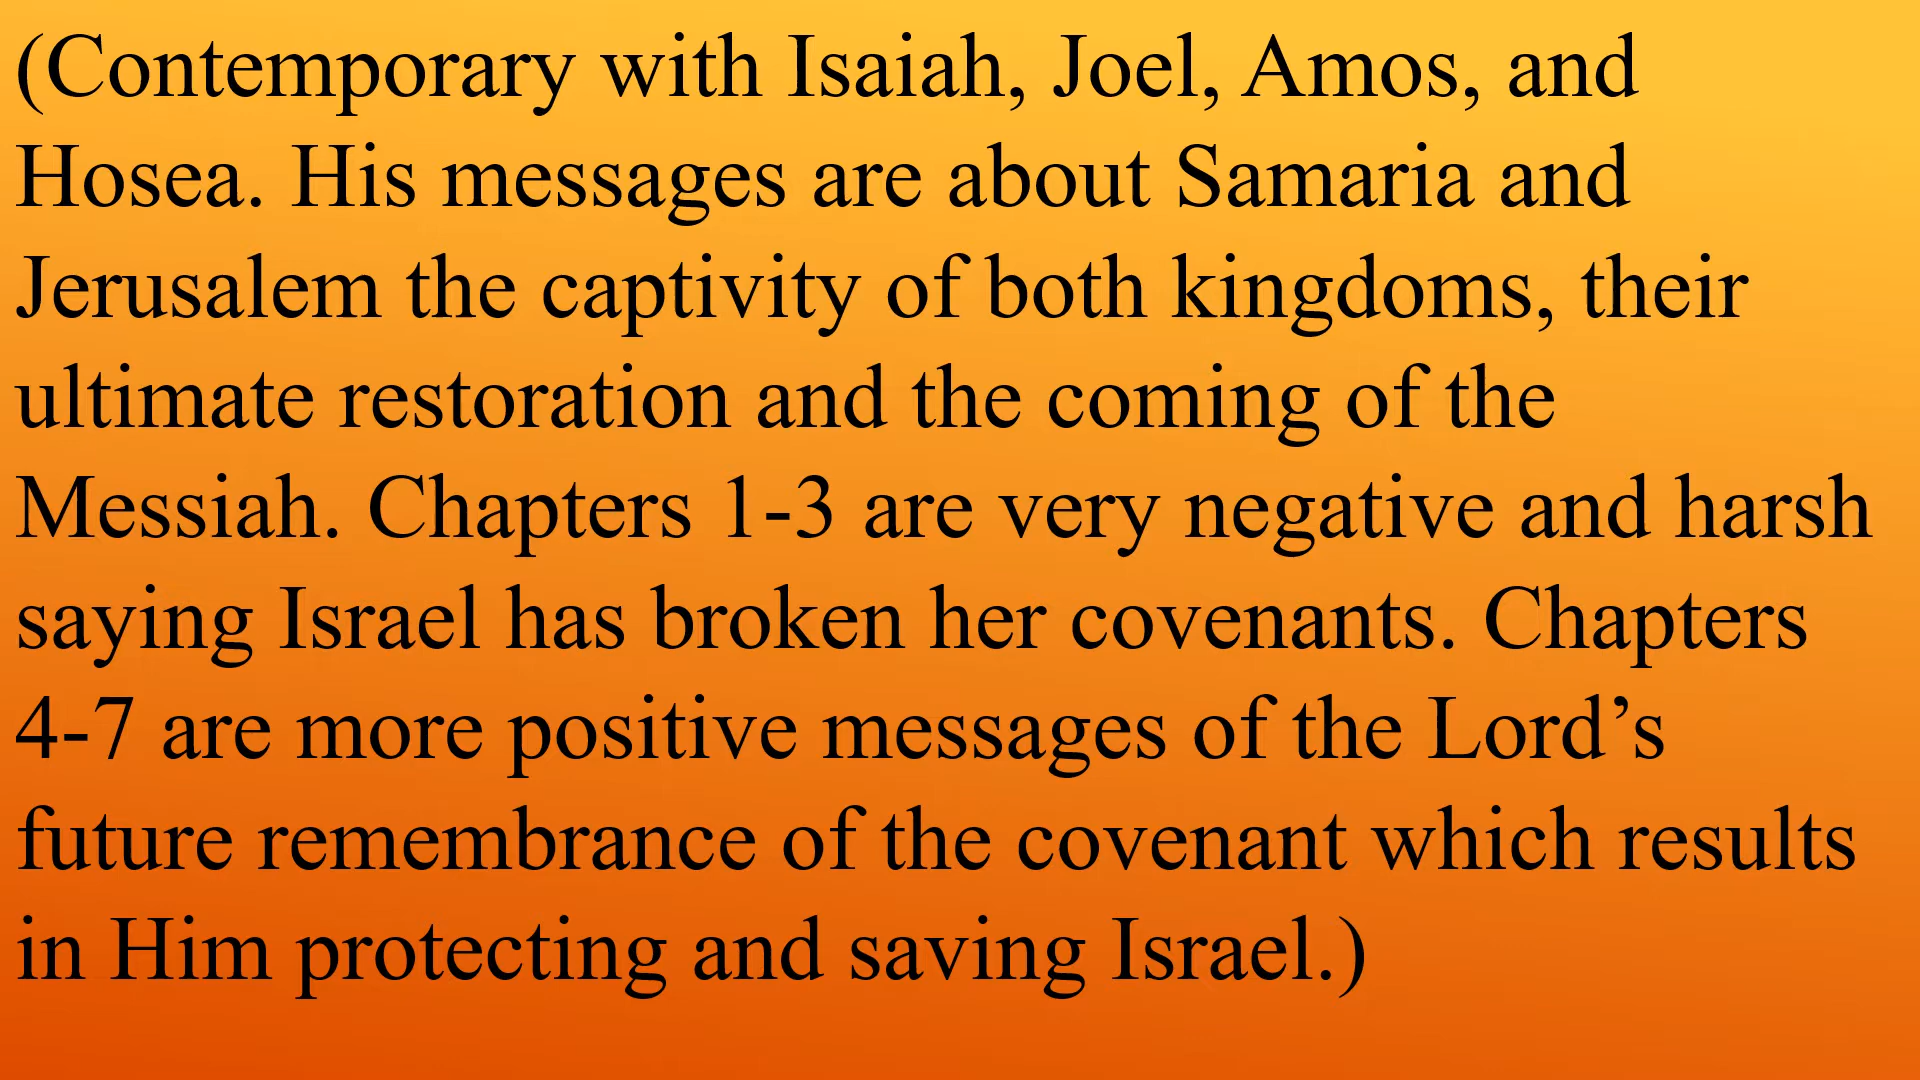 (Contemporary with Isaiah, Joel, Amos, and
Hosea. His messages are about Samaria and
Jerusalem the captivity of both kingdoms, their
ultimate restoration and the coming of the
Messiah. Chapters 1-3 are very negative and harsh
saying Israel has broken her covenants. Chapters
4-7 are more positive messages of the Lord’s
future remembrance of the covenant which results
in Him protecting and saving Israel.)